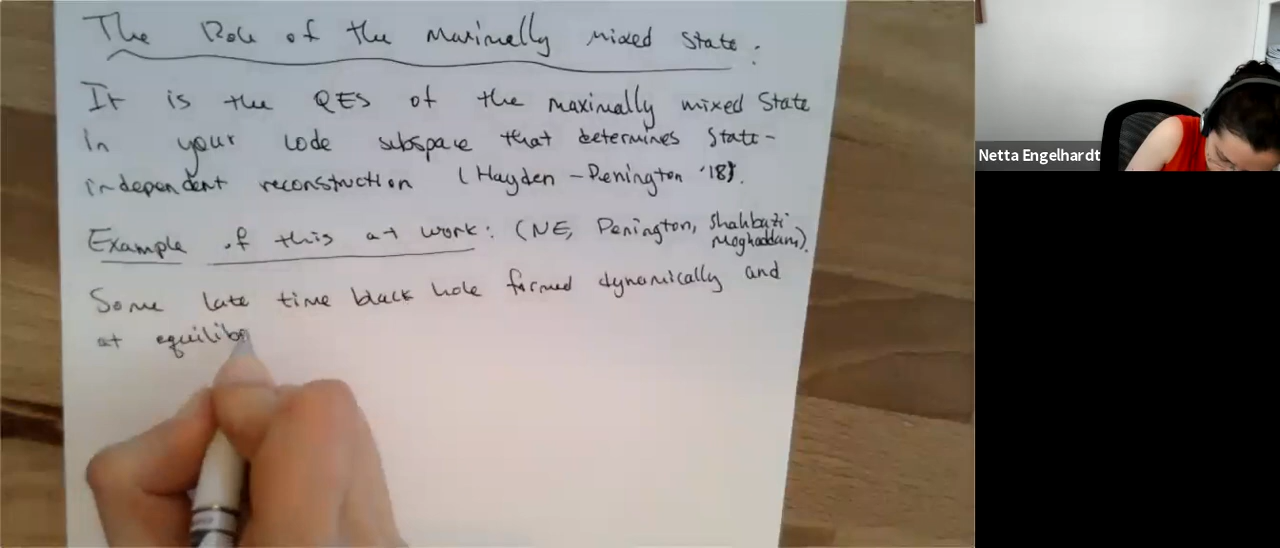 The Role of the maximally mixed state:
It is the QES of the maximally mixed state
in your code subspace that determines state-
independent reconstruction (Hayden-Penington '18).
Example of this at work: (NE, Penington, Shahbazi
Moghaddam).
Some late time black hole formed dynamically and
at equilib
Netta Engelhardt